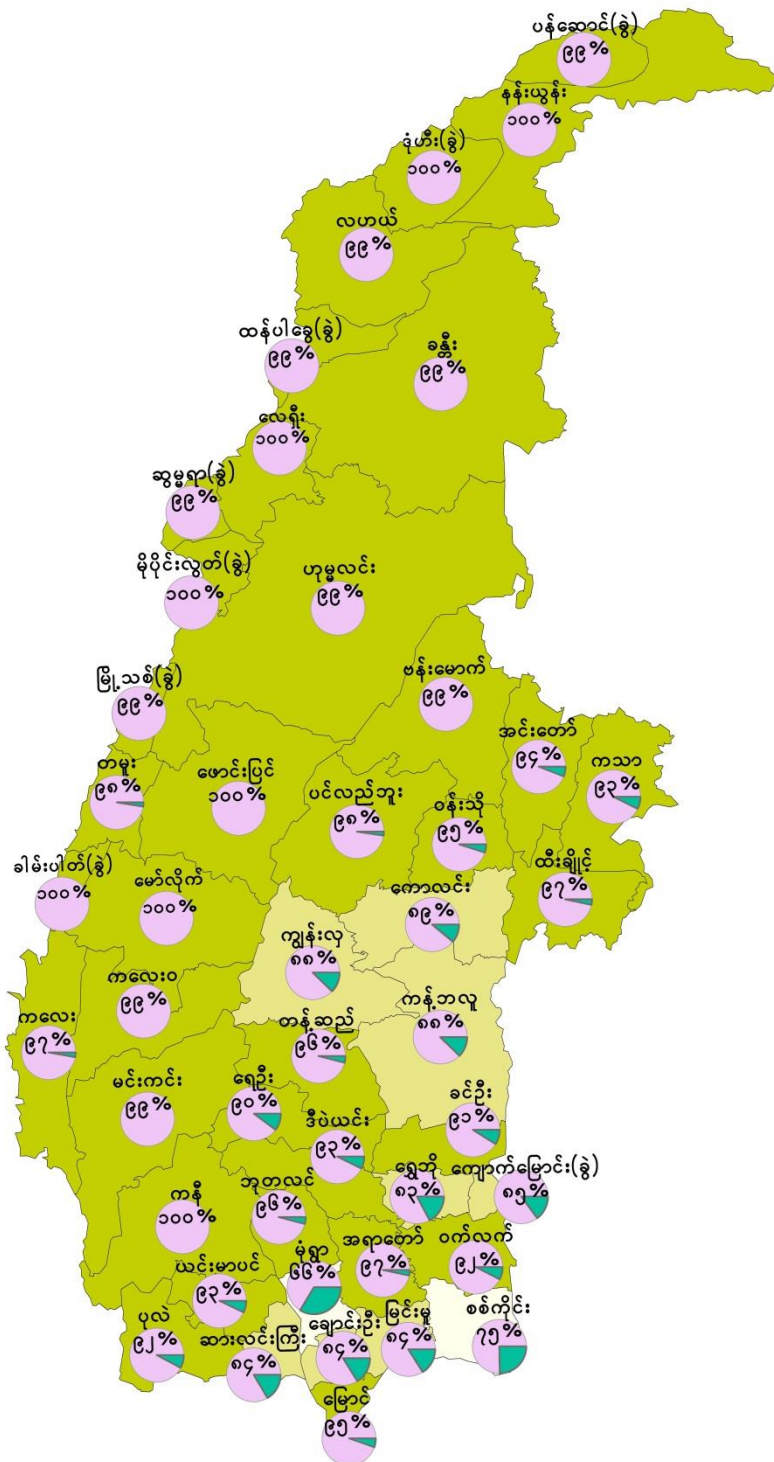 ပန်ဆောင်(ခွဲ)
၉၉%
နန်းယွန်း
၁၀၀%
ဒုံဟီး(ခွဲ)
၁၀၀%
လဟယ်
၉၉%
ထန်ပါခွေ(ခွဲ)
၉၉%
ခန္တီး
၉၉%
လေရှီး
၁၀၀%
ဆွမ္မရာ(ခွဲ)
၉၉%
မိုပိုင်းလွတ်(ခွဲ)
၁၀၀%
ဟုမ္မလင်း
၉၉%
မြို့သစ်(ခွဲ)
၉၉%
ဗန်းမောက်
၉၉%
အင်းတော်
၉၄%
ကသာ
၉၃%
တမူး
၉၈%
ဖောင်းပြင်
၁၀၀%
ပင်လည်ဘူး
၉၈%
ဝန်းသို
၉၅%
ထီးချိုင့်
၉၇%
ခါမ်းပါတ်(ခွဲ)
၁၀၀%
မော်လိုက်
၁၀၀%
ကောလင်း
၈၉%
ကျွန်းလှ
၈၈%
ကလေးဝ
၉၉%
ကန့်ဘလူ
၈၈%
ကလေး
၉၇%
တန့်ဆည်
၉၆%
မင်းကင်း
၉၉%
ရေဦး
၉၀%
ခင်ဦး
၉၁%
ဒီပဲယင်း
၉၃%
ရွှေဘို
၈၃%
ကျောက်မြောင်း(ခွဲ)
၈၅%
ကနီ
၁၀၀%
ဘုတလင်
၉၆%
အရာတော်
၉၇%
ဝက်လက်
၉၂%
မုံရွာ
၆၆%
ယင်းမာပင်
၉၃%
စစ်ကိုင်း
၇၅%
ပုလဲ
၉၂%
ဆားလင်းကြီး
၈၄%
ချောင်းဦး
၈၄%
မြင်းမူ
၈၄%
မြောင်
၉၅%